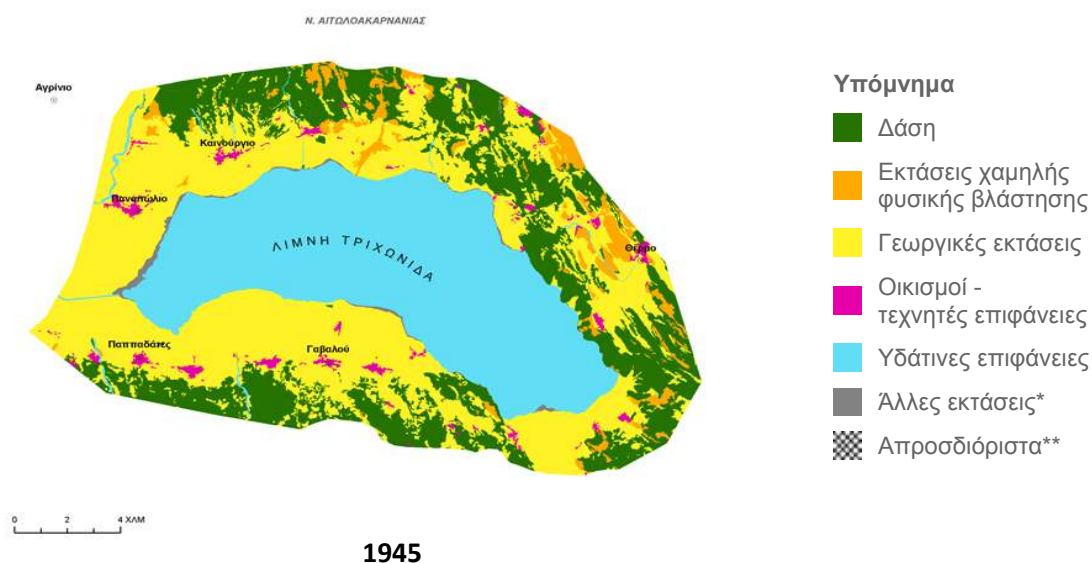 Ν. ΑΙΤΩΛΟΑΚΑΡΝΑΝΙΑΣ
Αγρίνιο
Καινούργιο
Παναιτώλιο
ΛΙΜΝΗ ΤΡΙΧΩΝΙΔΑ
Θέρμο
Παππαδάτες
Γαβαλού
0 2 4 ΧΛΜ
1945
Υπόμνημα
Δάση
Εκτάσεις χαμηλής
φυσικής βλάστησης
Γεωργικές εκτάσεις
Οικισμοί -
τεχνητές επιφάνειες
Υδάτινες επιφάνειες
Άλλες εκτάσεις*
Απροσδιόριστα**